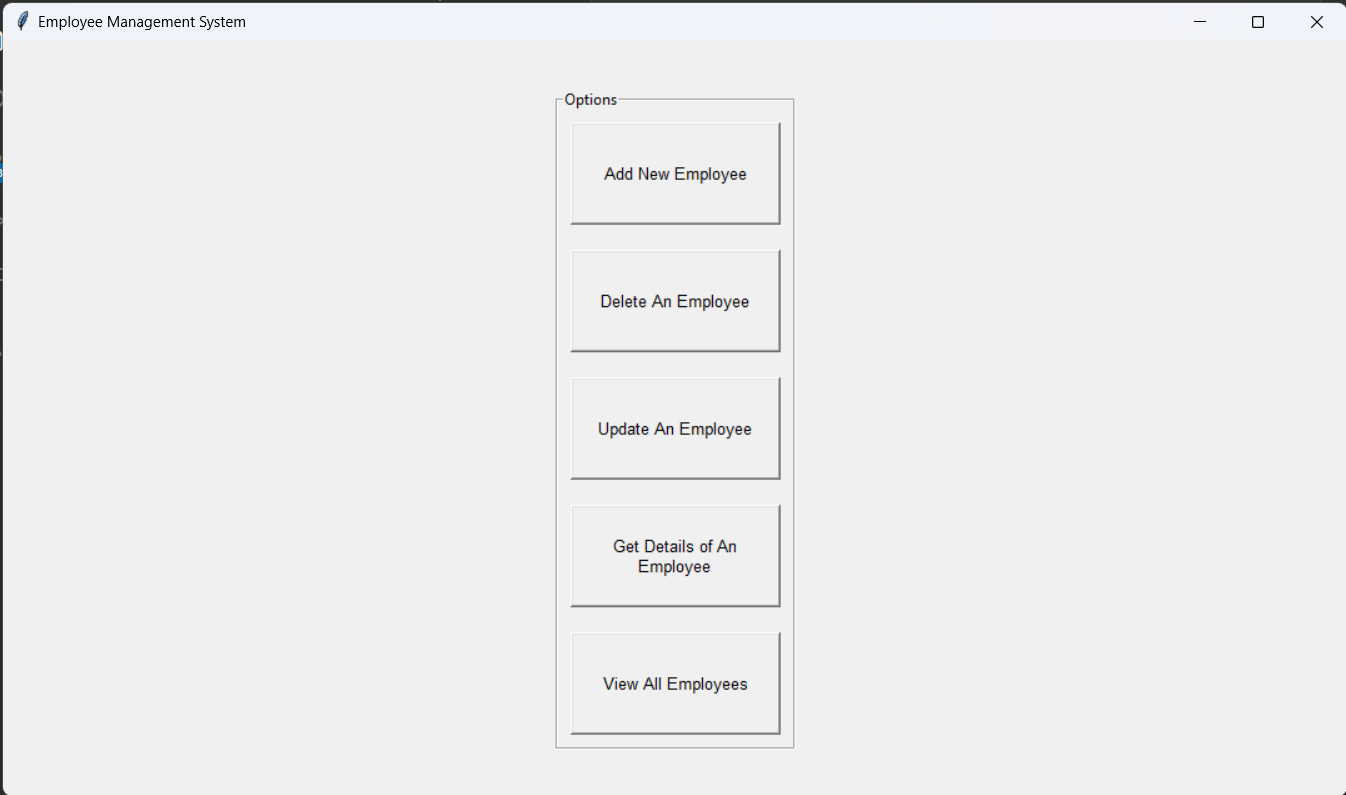 Employee Management System
Options
Add New Employee
Delete An Employee
Update An Employee
Get Details of An
Employee
View All Employees